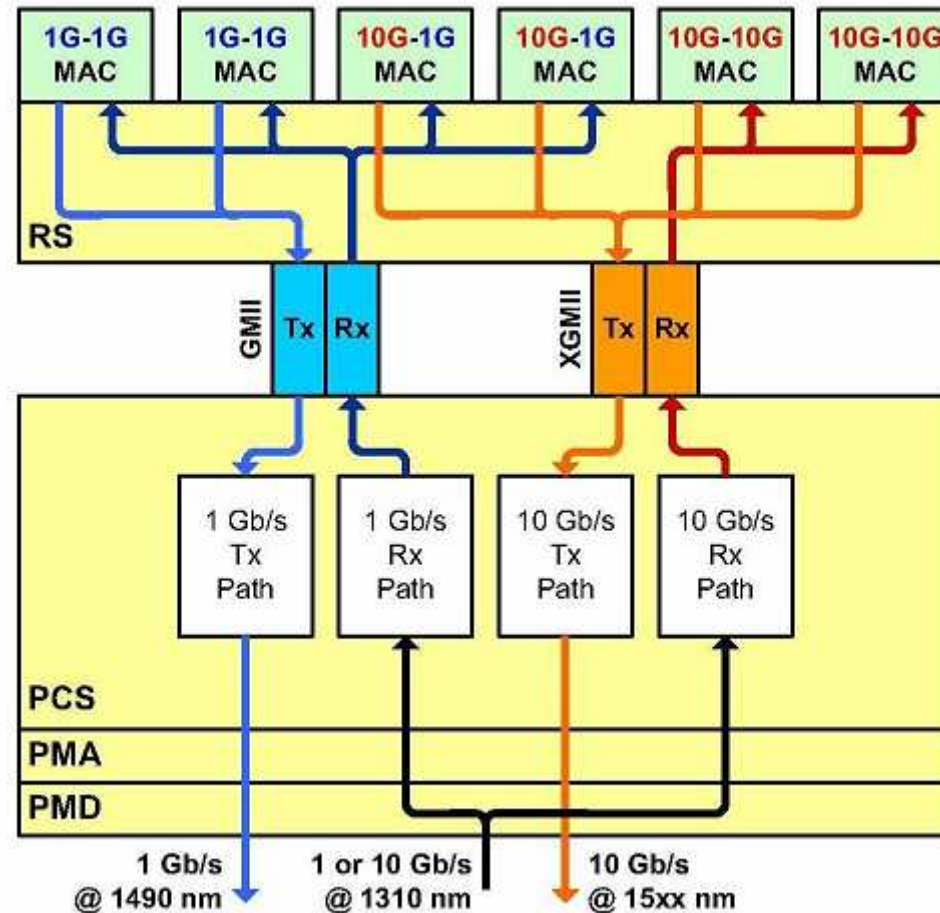 1G-1G
MAC
1G-1G
MAC
10G-1G
MAC
10G-1G
MAC
10G-10G
MAC
10G-10G
MAC
RS
GMII
Tx
Rx
XGMII
Tx
Rx
1 Gb/s
Tx
Path
1 Gb/s
Rx
Path
10 Gb/s
Tx
Path
10 Gb/s
Rx
Path
PCS
PMA
PMD
1 Gb/s
@ 1490 nm
1 or 10 Gb/s
@ 1310 nm
10 Gb/s
@ 15xx nm